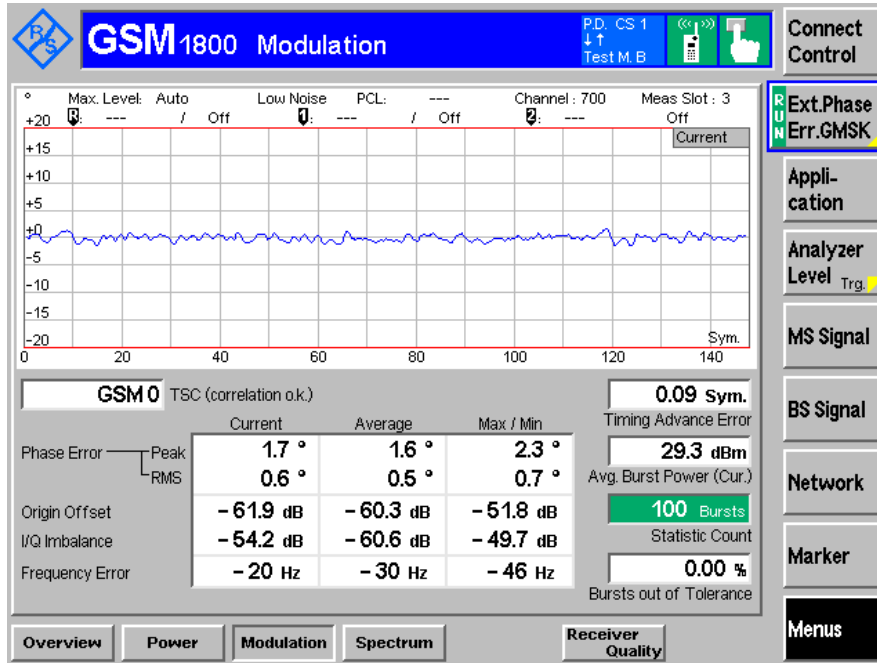 R&S
GSM1800 Modulation
P.D. CS 1
Test M. B
Connect
Control
° Max. Level: Auto Low Noise PCL: --- Channel : 700 Meas Slot : 3
R: --- / Off 1: --- / Off 2: --- Off
Current
+20
+15
+10
+5
+0
-5
-10
-15
-20
Sym.
0 20 40 60 80 100 120 140
RUN
Ext.Phase
Err.GMSK
Appli-
cation
Analyzer
Level Trg.
MS Signal
BS Signal
Network
Marker
Menus
GSM 0 TSC (correlation o.k.)
Current Average Max / Min
Phase Error Peak 1.7 ° 1.6 ° 2.3 °
RMS 0.6 ° 0.5 ° 0.7 °
Origin Offset -61.9 dB -60.3 dB -51.8 dB
I/Q Imbalance -54.2 dB -60.6 dB -49.7 dB
Frequency Error -20 Hz -30 Hz -46 Hz
0.09 Sym.
Timing Advance Error
29.3 dBm
Avg. Burst Power (Cur.)
100 Bursts
Statistic Count
0.00 %
Bursts out of Tolerance
Overview Power Modulation Spectrum Receiver
Quality